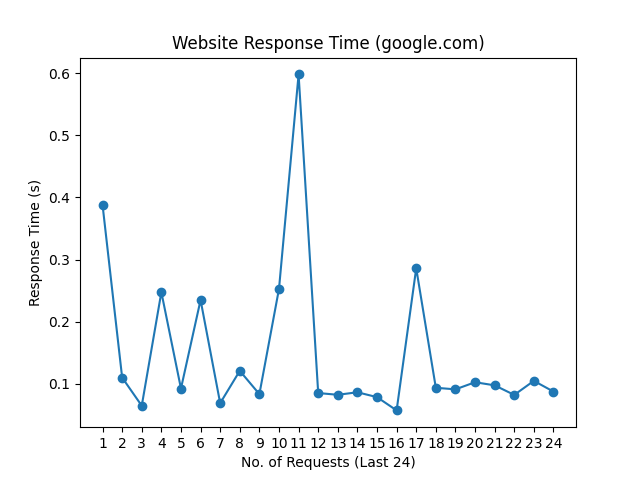 Website Response Time (google.com)
0.6
0.5
0.4
0.3
0.2
0.1
Response Time (s)
1 2 3 4 5 6 7 8 9 10 11 12 13 14 15 16 17 18 19 20 21 22 23 24
No. of Requests (Last 24)